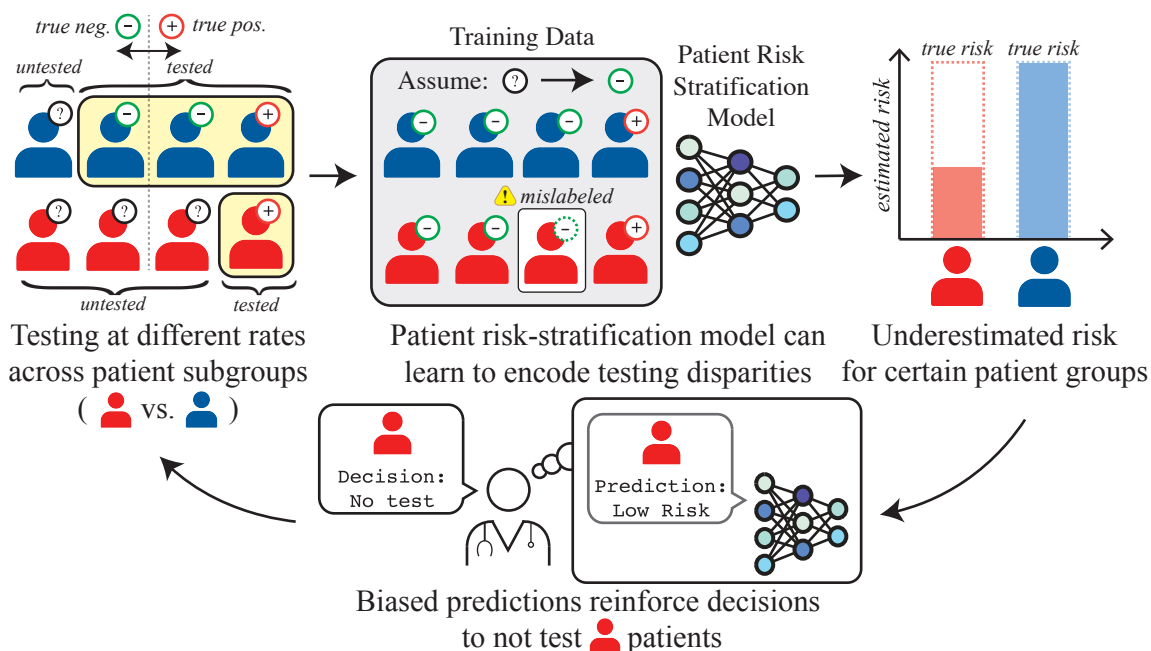 true neg. - + true pos.
untested tested
? - - +
? ? ? +
untested tested
Testing at different rates
across patient subgroups
( vs. )
Training Data
Assume: ? -
- - - +
! mislabeled
- - - +
Patient Risk
Stratification
Model
Patient risk-stratification model can
learn to encode testing disparities
true risk true risk
estimated risk
Underestimated risk
for certain patient groups
Decision:
No test
Prediction:
Low Risk
Biased predictions reinforce decisions
to not test patients